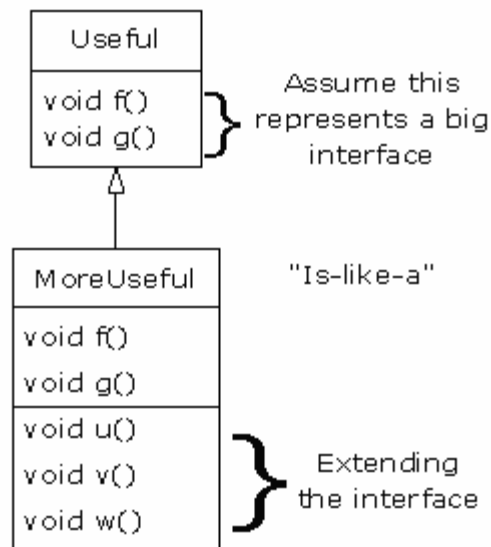 Useful
void f()
void g()
Assume this
represents a big
interface
MoreUseful
"Is-like-a"
void f()
void g()
void u()
void v()
void w()
Extending
the interface